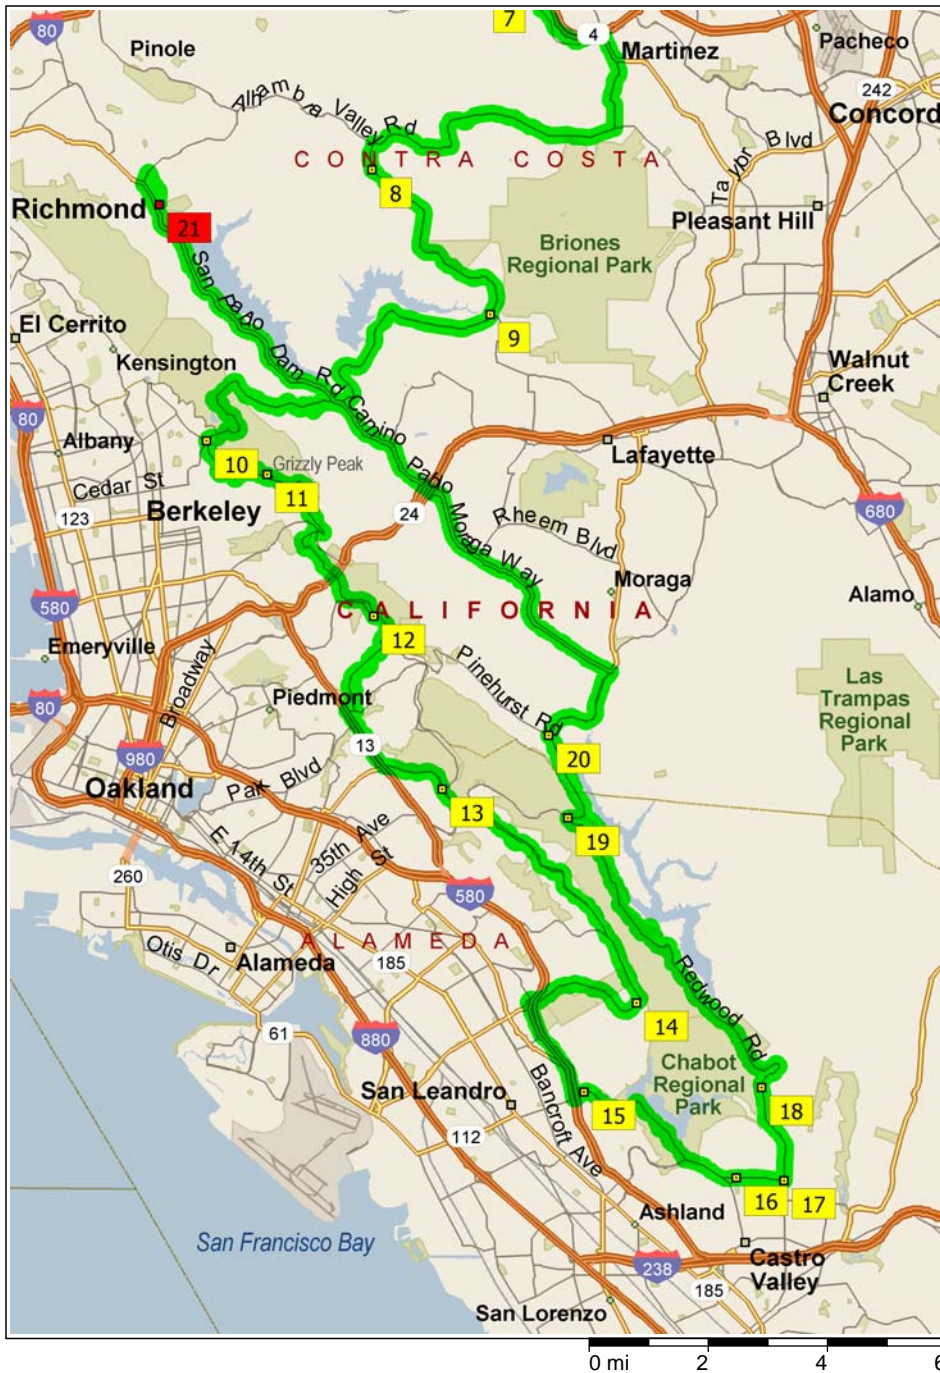 7
80
4
Pinole
Martinez
Pacheco
242
Concord
Alhambra Valley Rd
Taylor Blvd
CONTRA COSTA
8
Richmond
21
Pleasant Hill
Briones
Regional Park
San Pablo Dam Rd
El Cerrito
9
Kensington
Walnut
Creek
80
Albany
Camino Pablo
Lafayette
10
Grizzly Peak
Cedar St
11
Berkeley
123
24
Rheem Blvd
680
Moraga Way
580
Moraga
Alamo
CALIFORNIA
12
Emeryville
Broadway
Pinehurst Rd
Las
Trampas
Regional
Park
80
Piedmont
13
980
20
Oakland
Park Blvd
13
35th Ave
19
E 14th St
High St
260
580
ALAMEDA
Otis Dr
Alameda
185
Redwood Rd
61
14
880
Chabot
Regional
Park
San Leandro
Bancroft Ave
15
18
112
16
17
Ashland
San Francisco Bay
238
Castro
Valley
185
San Lorenzo
0 mi
2
4
6